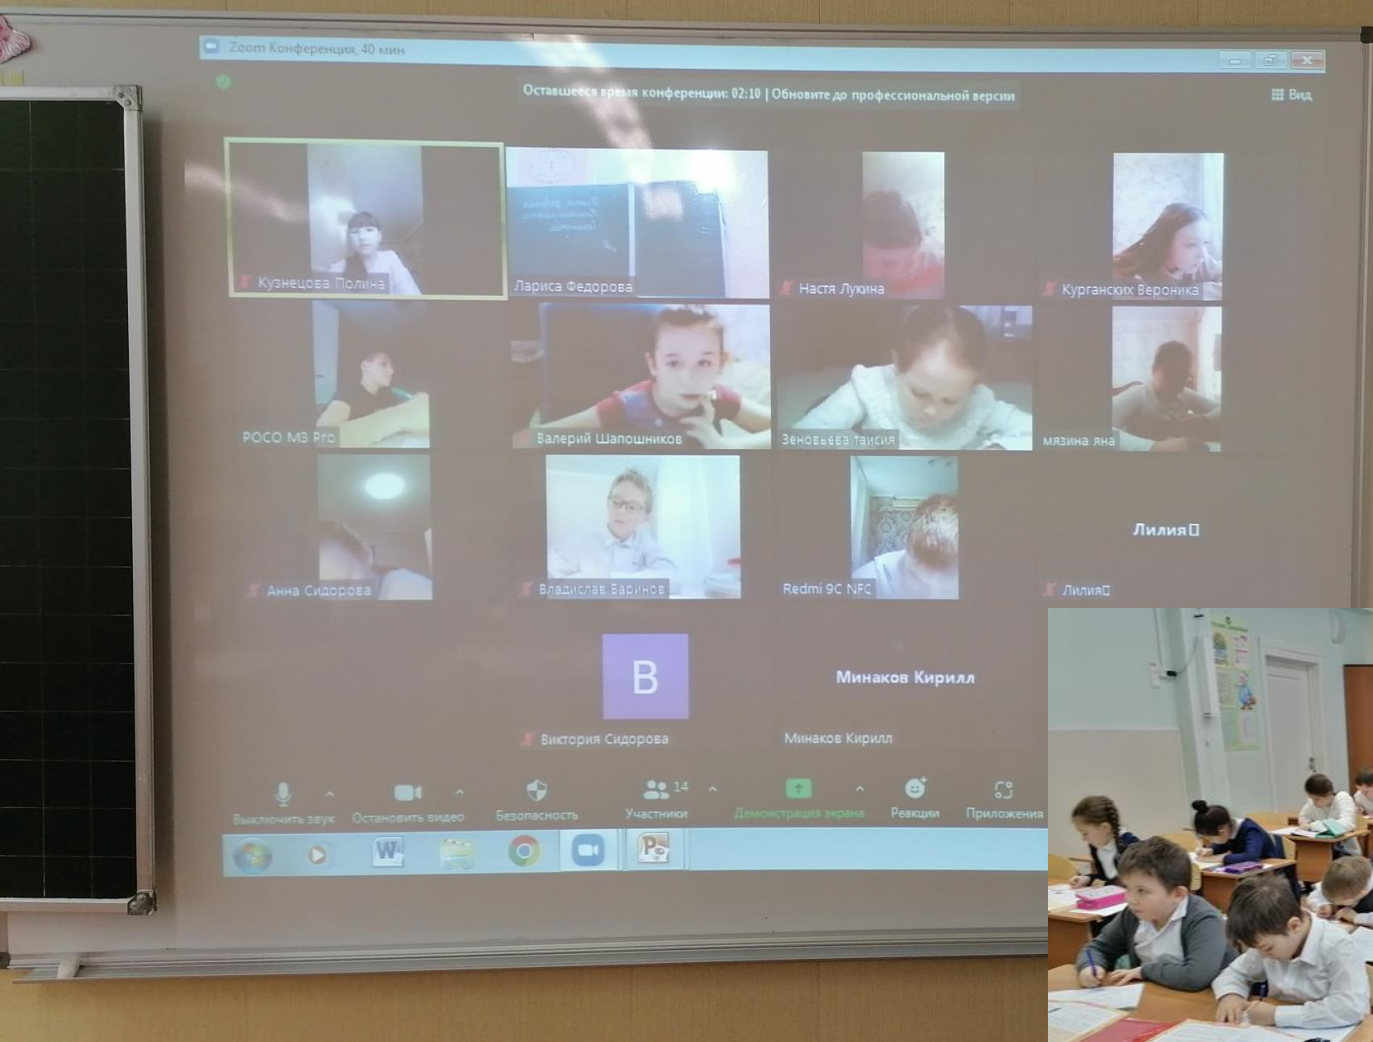 Zoom Конференция, 40 мин
Оставшееся время конференции: 02:10 | Обновите до профессиональной версии
Вид
Кузнецова Полина
Лариса Федорова
Настя Лукина
Курганских Вероника
POCO M3 Pro
Валерий Шапошников
Зеновьева таисия
мязина яна
Лилия
Анна Сидорова
Владислав Баринов
Redmi 9C NFC
Лилия
В
Минаков Кирилл
Виктория Сидорова
Минаков Кирилл
Выключить звук
Остановить видео
Безопасность
Участники
14
Демонстрация экрана
Реакции
Приложения
W
P